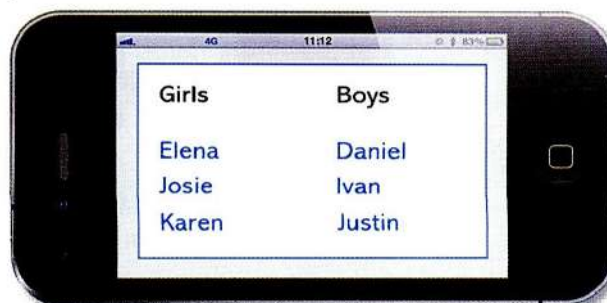 4G 11:12 83%
Girls Boys
Elena Daniel
Josie Ivan
Karen Justin